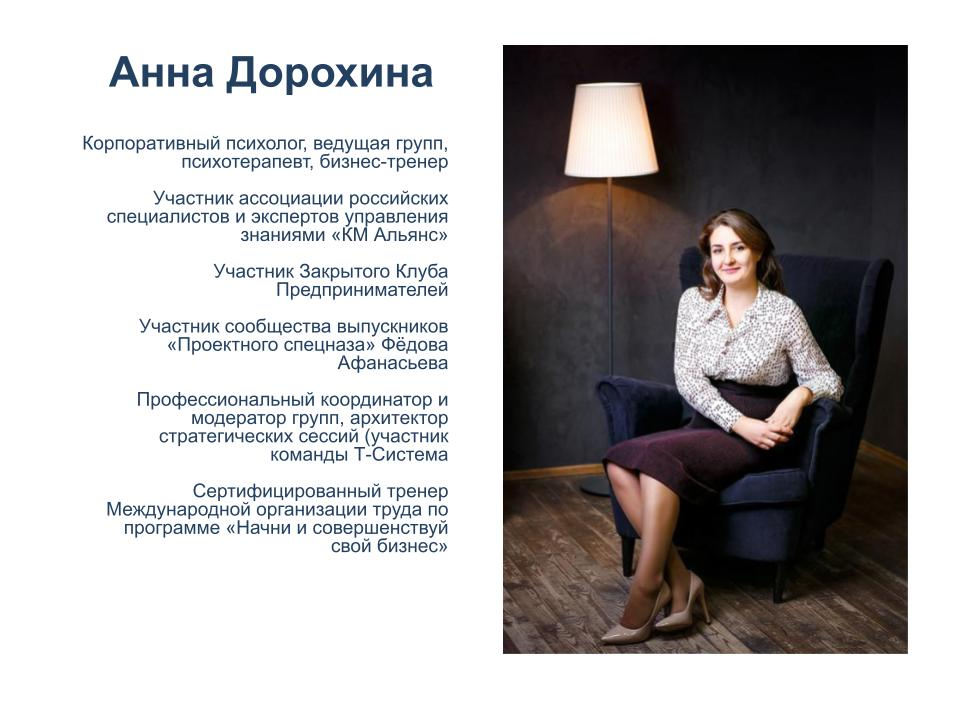 Анна Дорохина
Корпоративный психолог, ведущая групп,
психотерапевт, бизнес-тренер
Участник ассоциации российских
специалистов и экспертов управления
знаниями «КМ Альянс»
Участник Закрытого Клуба
Предпринимателей
Участник сообщества выпускников
«Проектного спецназа» Фёдова
Афанасьева
Профессиональный координатор и
модератор групп, архитектор
стратегических сессий (участник
команды Т-Система
Сертифицированный тренер
Международной организации труда по
программе «Начни и совершенствуй
свой бизнес»